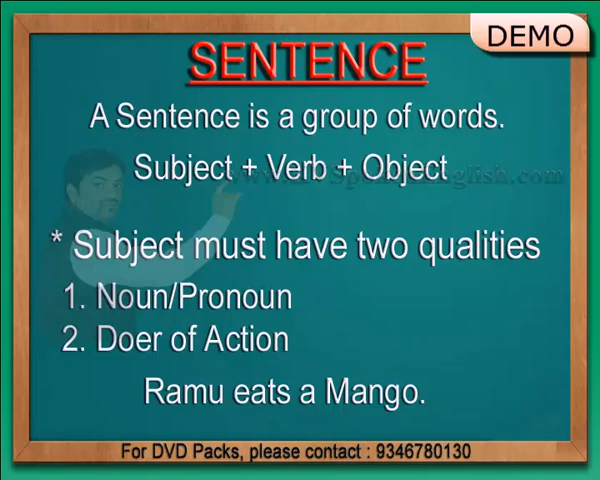 DEMO
SENTENCE
A Sentence is a group of words.
Subject + Verb + Object
* Subject must have two qualities
1. Noun/Pronoun
2. Doer of Action
Ramu eats a Mango.
For DVD Packs, please contact : 9346780130